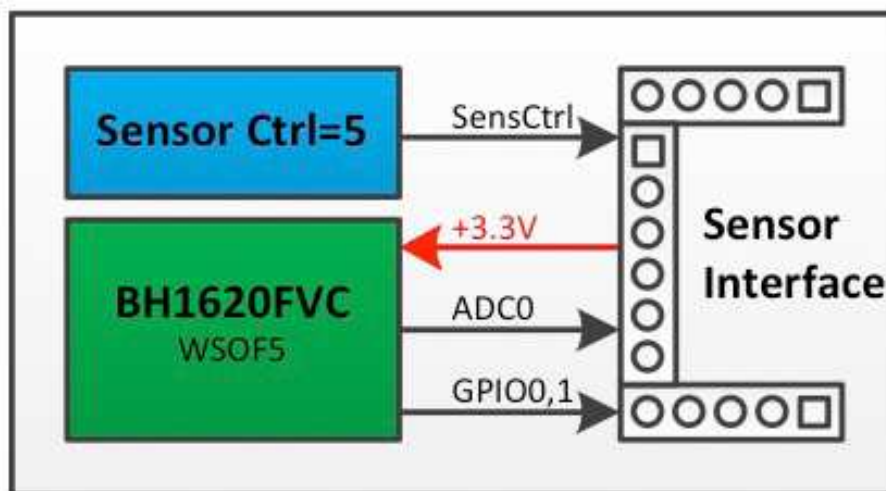 Sensor Ctrl=5
SensCtrl
+3.3V
BH1620FVC
WSOF5
ADC0
GPIO0,1
Sensor
Interface